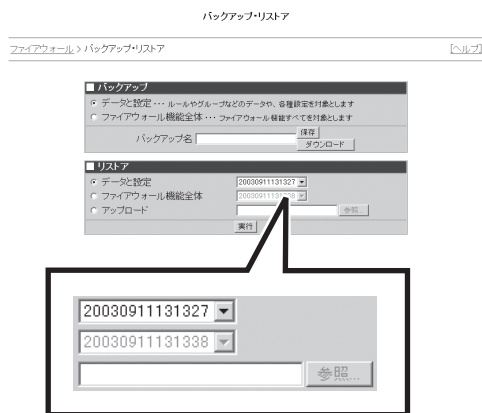 バックアップ・リストア
ファイアウォール > バックアップ・リストア [ヘルプ]
■ バックアップ
データと設定・・・ルールやグループなどのデータや、各種設定を対象とします
ファイアウォール機能全体・・・ファイアウォール機能すべてを対象とします
バックアップ名 保存
ダウンロード
■ リストア
データと設定 20030911131327
ファイアウォール機能全体 20030911131338
アップロード 参照...
実行
20030911131327
20030911131338
参照...